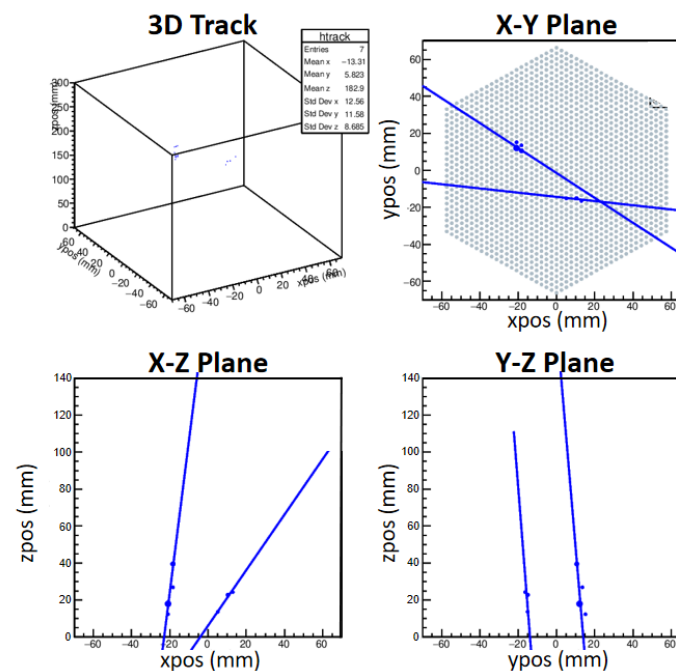 3D Track
htrack
Entries 7
Mean x −13.31
Mean y 5.823
Mean z 182.9
Std Dev x 12.56
Std Dev y 11.58
Std Dev z 8.685
300
250
200
150
100
50
0
60 40 20 0 −20 −40 −60
ypos (mm)
−60 −40 −20 0 20 40 60
xpos (mm)
X-Y Plane
ypos (mm)
60
40
20
0
−20
−40
−60
−60 −40 −20 0 20 40 60
xpos (mm)
X-Z Plane
zpos (mm)
140
120
100
80
60
40
20
0
−60 −40 −20 0 20 40 60
xpos (mm)
Y-Z Plane
zpos (mm)
140
120
100
80
60
40
20
0
−60 −40 −20 0 20 40 60
ypos (mm)